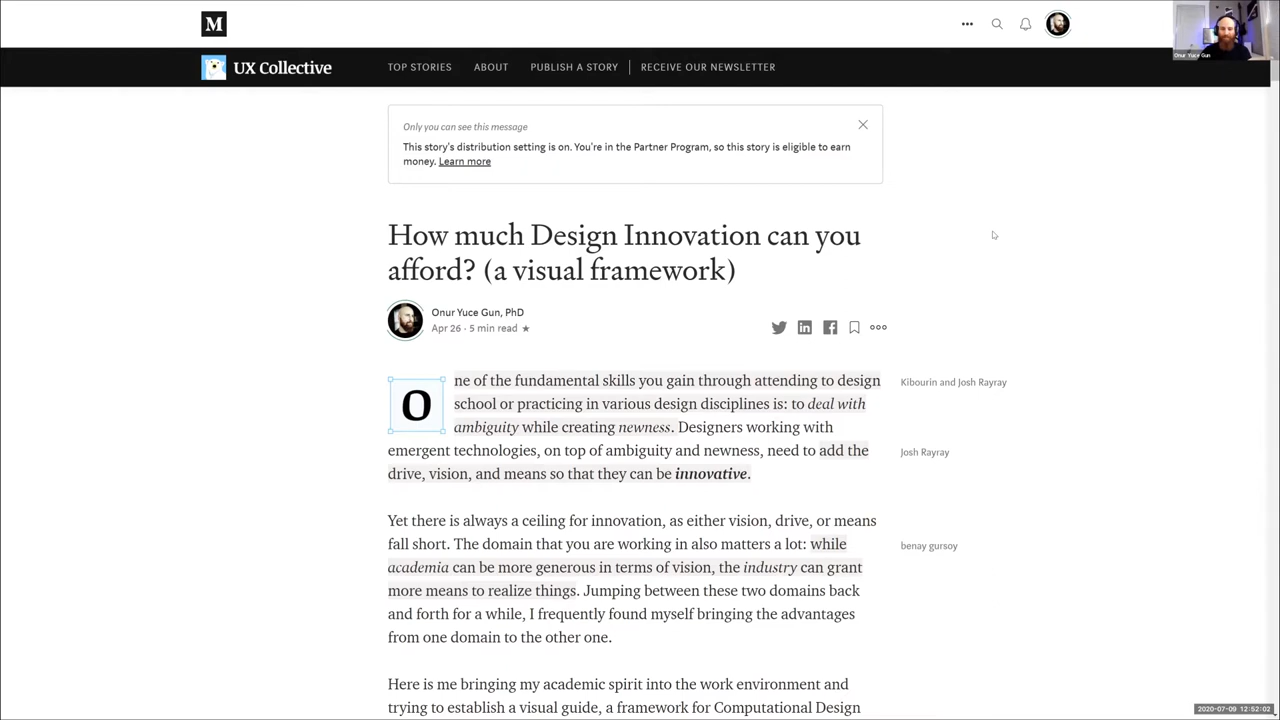 M
•••
Onur Yuce Gun
UX Collective
TOP STORIES ABOUT PUBLISH A STORY RECEIVE OUR NEWSLETTER
Only you can see this message
This story's distribution setting is on. You're in the Partner Program, so this story is eligible to earn
money. Learn more
How much Design Innovation can you
afford? (a visual framework)
Onur Yuce Gun, PhD
Apr 26 · 5 min read ★
One of the fundamental skills you gain through attending to design
Kibourin and Josh Rayray
school or practicing in various design disciplines is: to deal with
ambiguity while creating newness. Designers working with
emergent technologies, on top of ambiguity and newness, need to add the
Josh Rayray
drive, vision, and means so that they can be innovative.
Yet there is always a ceiling for innovation, as either vision, drive, or means
fall short. The domain that you are working in also matters a lot: while
benay gursoy
academia can be more generous in terms of vision, the industry can grant
more means to realize things. Jumping between these two domains back
and forth for a while, I frequently found myself bringing the advantages
from one domain to the other one.
Here is me bringing my academic spirit into the work environment and
trying to establish a visual guide, a framework for Computational Design
2020-07-09 12:52:02